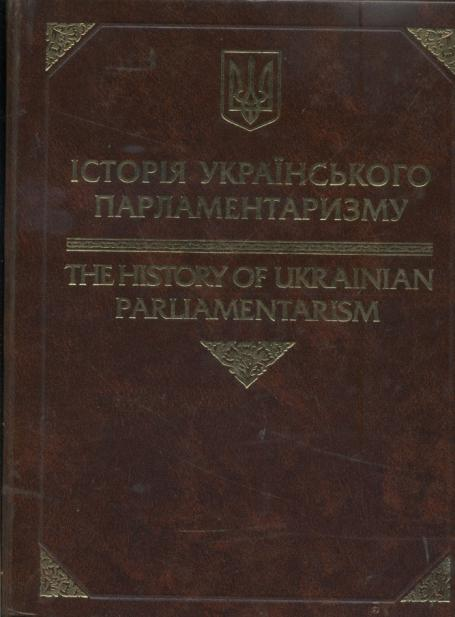 ІСТОРІЯ УКРАЇНСЬКОГО
ПАРЛАМЕНТАРИЗМУ
THE HISTORY OF UKRAINIAN
PARLIAMENTARISM